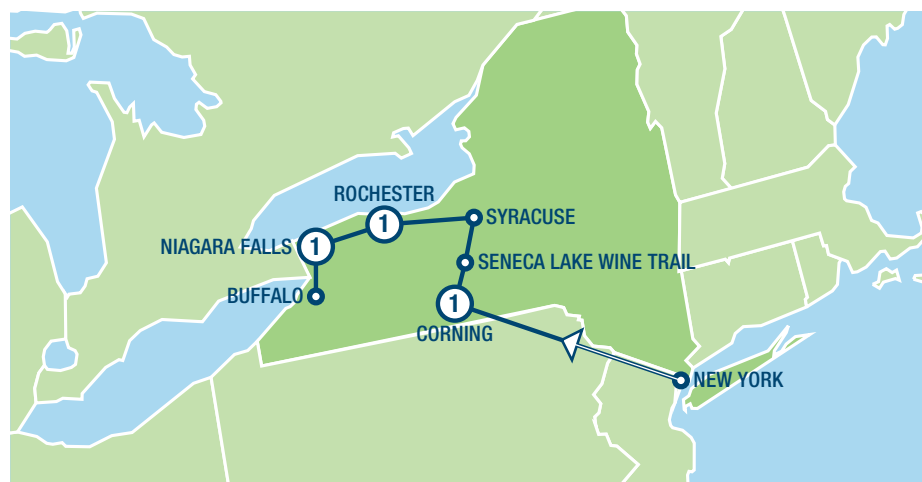 ROCHESTER
1
SYRACUSE
NIAGARA FALLS
1
SENECA LAKE WINE TRAIL
BUFFALO
1
CORNING
NEW YORK